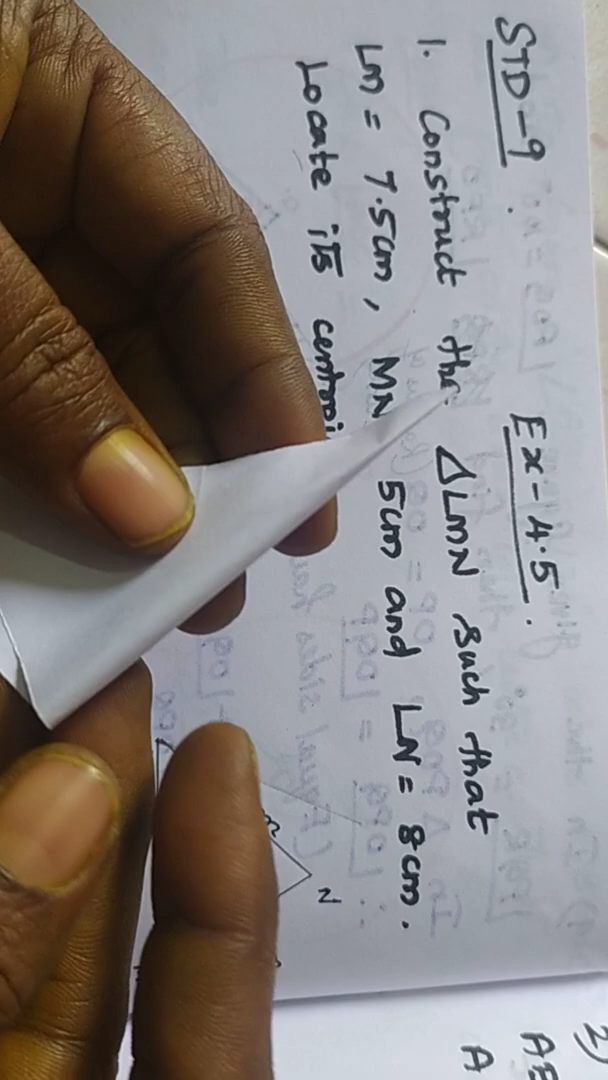 STD-9. Ex-4.5.
1. Construct the ΔLMN such that
LM = 7.5cm, MN 5cm and LN = 8cm.
Locate its
N
2)
A